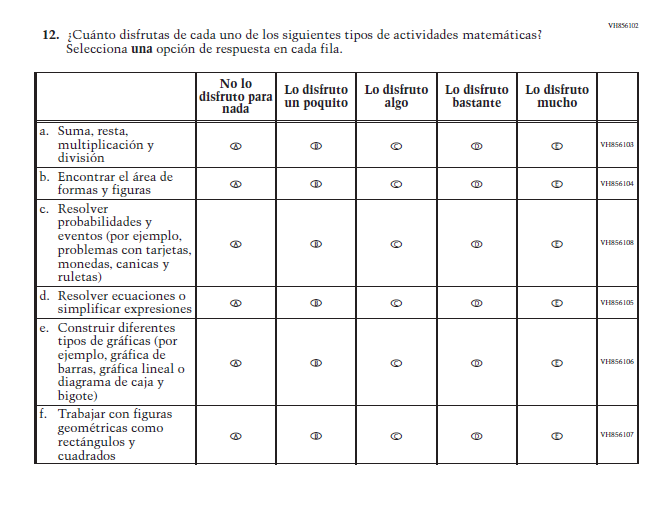 VH856102
12. ¿Cuánto disfrutas de cada uno de los siguientes tipos de actividades matemáticas?
Selecciona una opción de respuesta en cada fila.
No lo
disfruto para
nada
Lo disfruto
un poquito
Lo disfruto
algo
Lo disfruto
bastante
Lo disfruto
mucho
a. Suma, resta,
multiplicación y
división
A B C D E VH856103
b. Encontrar el área de
formas y figuras
A B C D E VH856104
c. Resolver
probabilidades y
eventos (por ejemplo,
problemas con tarjetas,
monedas, canicas y
ruletas)
A B C D E VH856108
d. Resolver ecuaciones o
simplificar expresiones
A B C D E VH856105
e. Construir diferentes
tipos de gráficas (por
ejemplo, gráfica de
barras, gráfica lineal o
diagrama de caja y
bigote)
A B C D E VH856106
f. Trabajar con figuras
geométricas como
rectángulos y
cuadrados
A B C D E VH856107